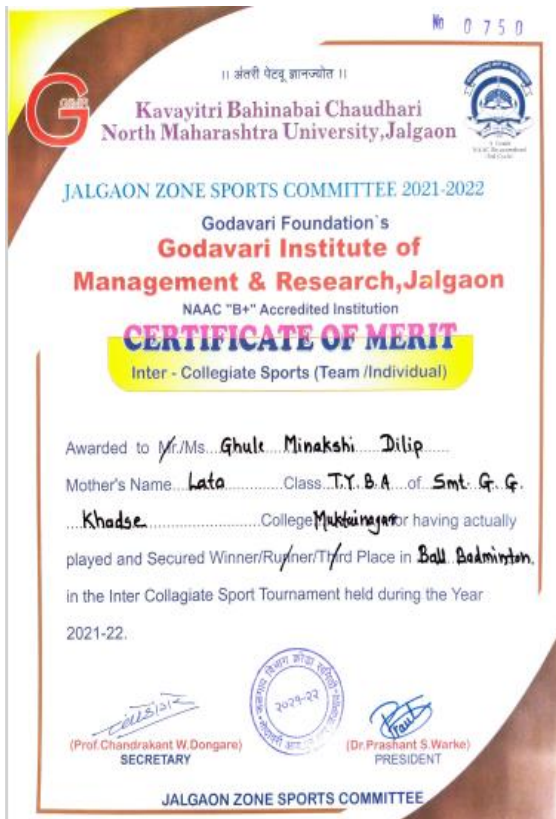 No 0750
।। अंतरी पेटवू ज्ञानज्योत ।।
GIMR
Kavayitri Bahinabai Chaudhari
North Maharashtra University,Jalgaon
JALGAON ZONE SPORTS COMMITTEE 2021-2022
Godavari Foundation`s
Godavari Institute of
Management & Research,Jalgaon
NAAC "B+" Accredited Institution
CERTIFICATE OF MERIT
Inter - Collegiate Sports (Team /Individual)
Awarded to Mr./Ms. Ghule Minakshi Dilip
Mother's Name Lata Class T.Y.B.A of Smt. G. G.
Khadse College Muktainagar for having actually
played and Secured Winner/Runner/Third Place in Ball Badminton,
in the Inter Collagiate Sport Tournament held during the Year
2021-22.
२०२१-२२
(Prof.Chandrakant W.Dongare)
SECRETARY
(Dr.Prashant S.Warke)
PRESIDENT
JALGAON ZONE SPORTS COMMITTEE